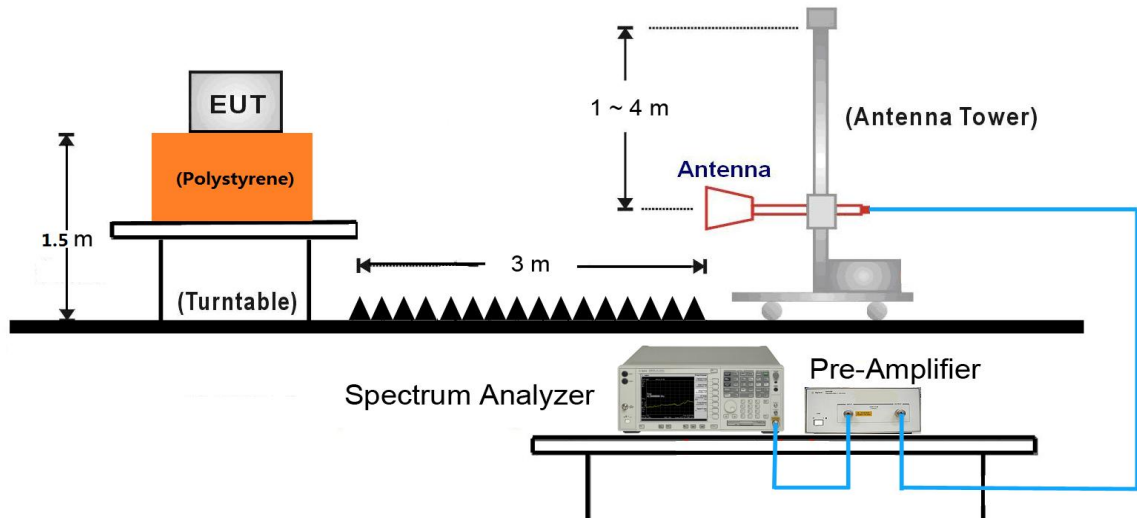 EUT
(Polystyrene)
1.5 m
(Turntable)
3 m
1 ~ 4 m
(Antenna Tower)
Antenna
Spectrum Analyzer
Pre-Amplifier